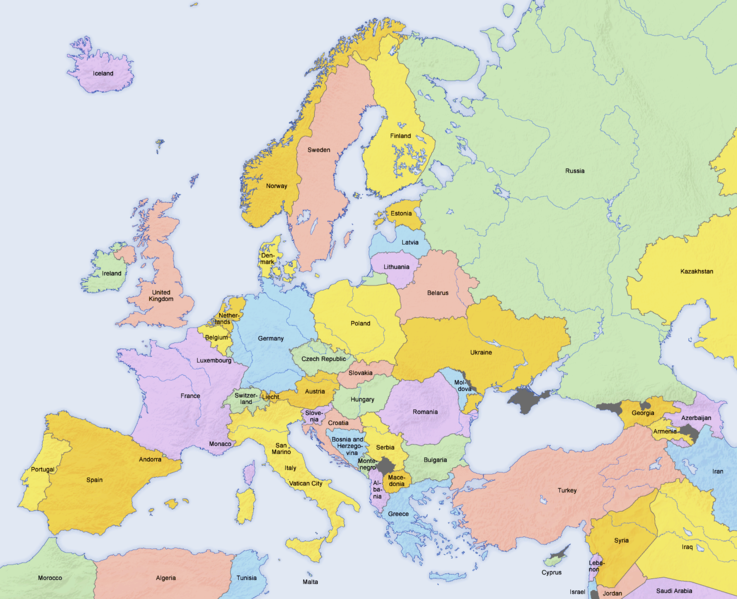 Iceland
Finland
Sweden
Russia
Norway
Estonia
Latvia
Den-
mark
Lithuania
Ireland
Kazakhstan
United
Kingdom
Belarus
Nether-
lands
Poland
Belgium
Germany
Ukraine
Luxembourg
Czech Republic
Slovakia
Mol-
dova
Austria
Switzer-
land
Liecht.
France
Hungary
Romania
Georgia
Slove-
nia
Croatia
Azerbaijan
Armenia
Monaco
San
Marino
Bosnia and
Herzego-
vina
Serbia
Andorra
Portugal
Spain
Italy
Monte-
negro
Bulgaria
Iran
Vatican City
Al-
ba-
nia
Mace-
donia
Turkey
Greece
Syria
Iraq
Leba-
non
Cyprus
Morocco
Algeria
Tunisia
Malta
Israel
Jordan
Saudi Arabia